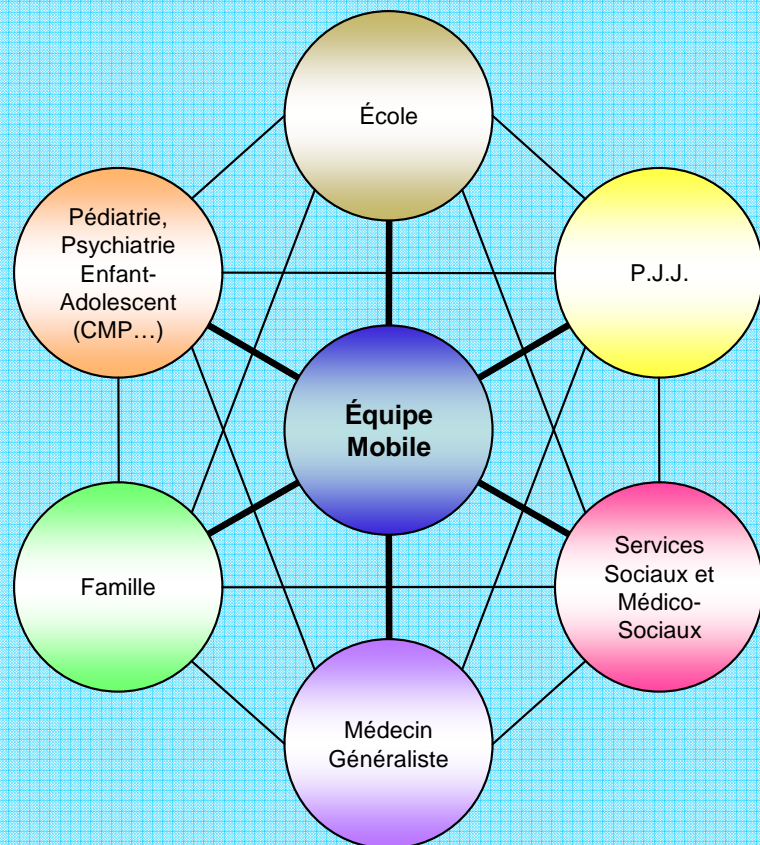 École
Pédiatrie,
Psychiatrie
Enfant-
Adolescent
(CMP…)
P.J.J.
Équipe
Mobile
Famille
Services
Sociaux et
Médico-
Sociaux
Médecin
Généraliste